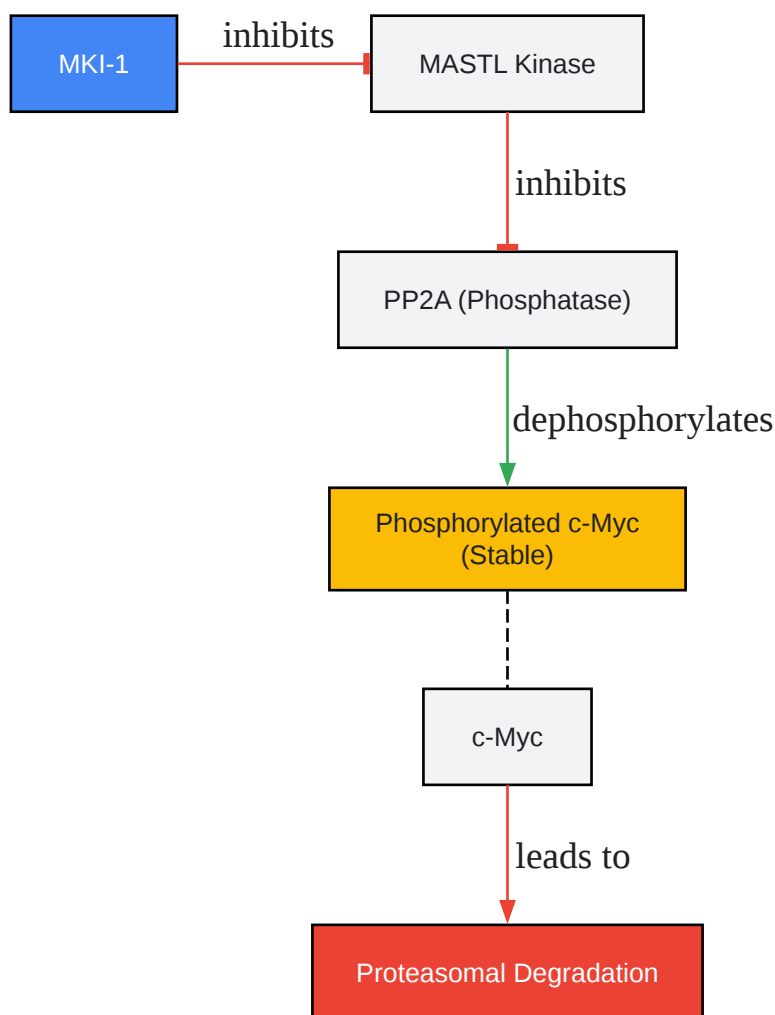 MKI-1
inhibits
MASTL Kinase
inhibits
PP2A (Phosphatase)
dephosphorylates
Phosphorylated c-Myc
(Stable)
c-Myc
leads to
Proteasomal Degradation